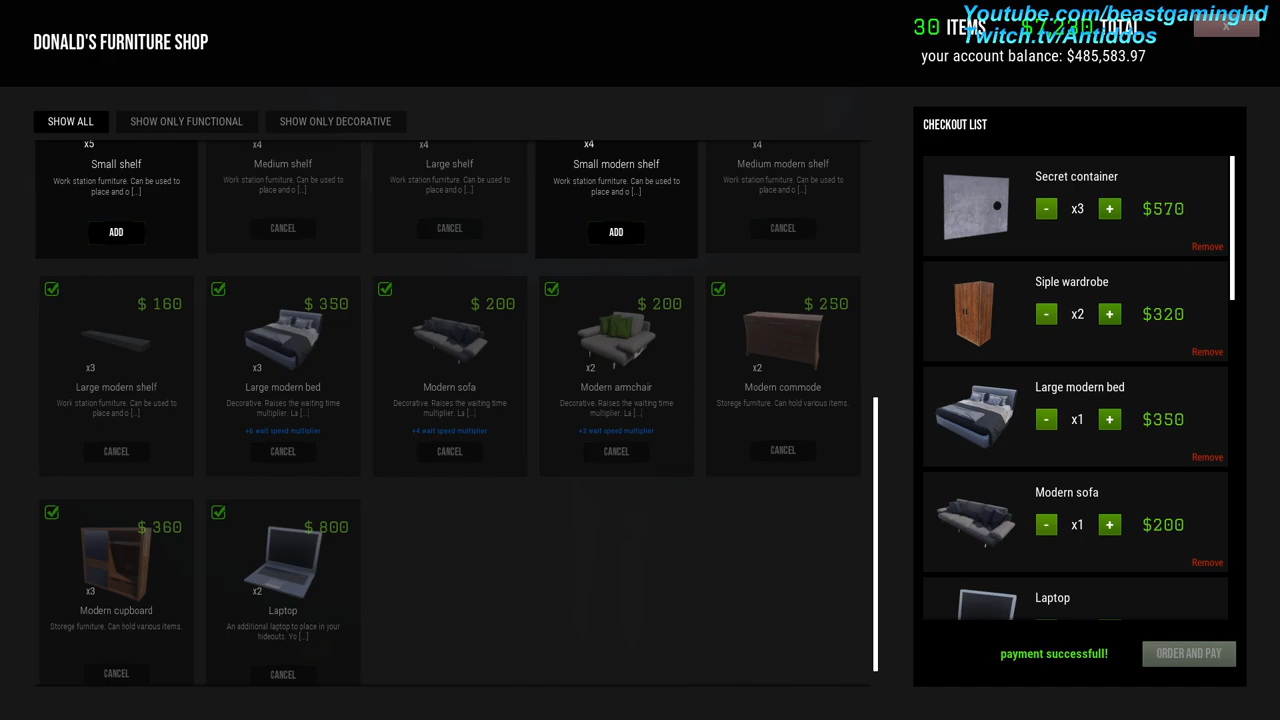 Youtube.com/beastgaminghd
Twitch.tv/Antiddos
DONALD'S FURNITURE SHOP
30 ITEMS $7,230 TOTAL
X
your account balance: $485,583.97
SHOW ALL
SHOW ONLY FUNCTIONAL
SHOW ONLY DECORATIVE
CHECKOUT LIST
x5
Small shelf
Work station furniture. Can be used to
place and o [...]
ADD
x4
Medium shelf
Work station furniture. Can be used to
place and o [...]
CANCEL
x4
Large shelf
Work station furniture. Can be used to
place and o [...]
CANCEL
x4
Small modern shelf
Work station furniture. Can be used to
place and o [...]
ADD
x4
Medium modern shelf
Work station furniture. Can be used to
place and o [...]
CANCEL
$ 160
x3
Large modern shelf
Work station furniture. Can be used to
place and o [...]
CANCEL
$ 350
x3
Large modern bed
Decorative. Raises the waiting time
multiplier. La [...]
+6 wait speed multiplier
CANCEL
$ 200
Modern sofa
Decorative. Raises the waiting time
multiplier. La [...]
+4 wait speed multiplier
CANCEL
$ 200
x2
Modern armchair
Decorative. Raises the waiting time
multiplier. La [...]
+3 wait speed multiplier
CANCEL
$ 250
x2
Modern commode
Storege furniture. Can hold various items.
CANCEL
$ 360
x3
Modern cupboard
Storege furniture. Can hold various items.
CANCEL
$ 800
x2
Laptop
An additional laptop to place in your
hideouts. Yo [...]
CANCEL
Secret container
- x3 + $570
Remove
Siple wardrobe
- x2 + $320
Remove
Large modern bed
- x1 + $350
Remove
Modern sofa
- x1 + $200
Remove
Laptop
payment successfull!
ORDER AND PAY